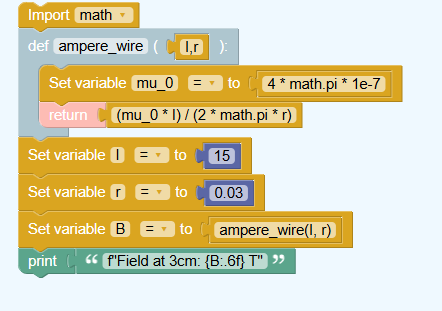 Import math
def ampere_wire ( I,r ):
Set variable mu_0 = to 4 * math.pi * 1e-7
return (mu_0 * I) / (2 * math.pi * r)
Set variable I = to 15
Set variable r = to 0.03
Set variable B = to ampere_wire(I, r)
print “ f"Field at 3cm: {B:.6f} T" ”